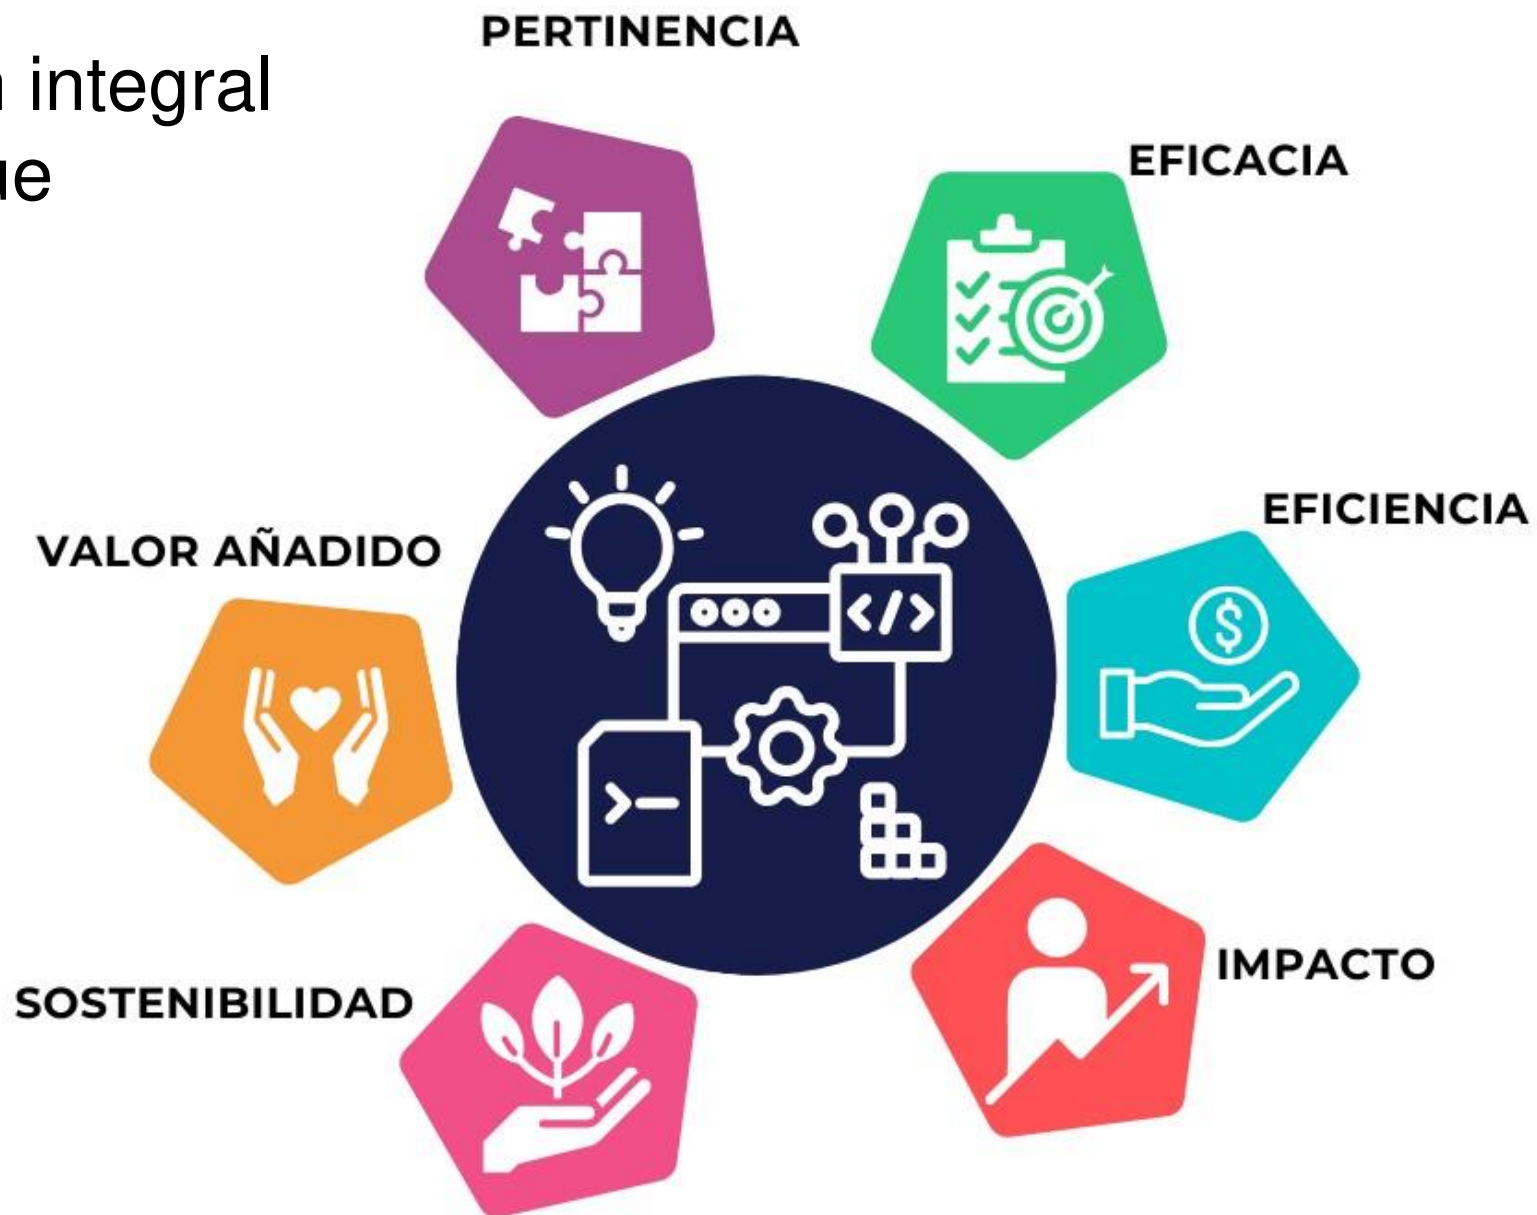 PERTINENCIA
integral
EFICACIA
EFICIENCIA
VALOR AÑADIDO
</>
$
>-
IMPACTO
SOSTENIBILIDAD